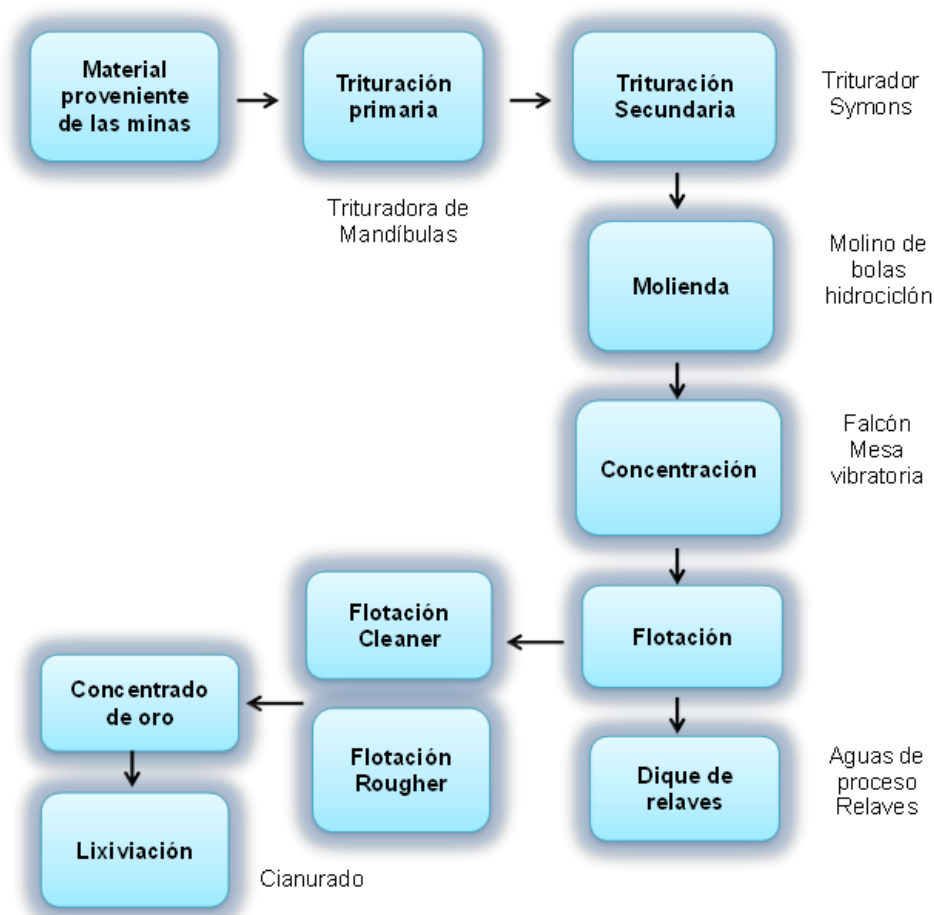 Material
proveniente
de las minas
Trituración
primaria
Trituración
Secundaria
Triturador
Symons
Trituradora de
Mandíbulas
Molienda
Molino de
bolas
hidrociclón
Concentración
Falcón
Mesa
vibratoria
Flotación
Cleaner
Flotación
Concentrado
de oro
Flotación
Rougher
Dique de
relaves
Aguas de
proceso
Relaves
Lixiviación
Cianurado